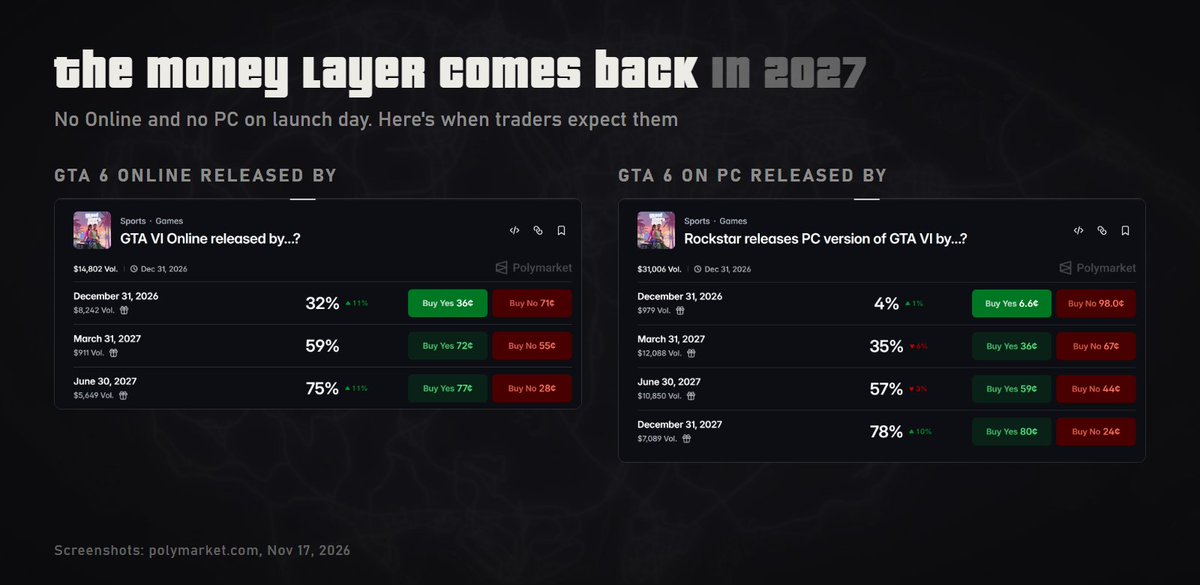 the money layer comes back in 2027
No Online and no PC on launch day. Here's when traders expect them
GTA 6 ONLINE RELEASED BY
Sports · Games
GTA VI Online released by...?
$14,802 Vol. Dec 31, 2026
Polymarket
December 31, 2026
$8,242 Vol.
32% ▲11%
Buy Yes 36¢
Buy No 71¢
March 31, 2027
$911 Vol.
59%
Buy Yes 72¢
Buy No 55¢
June 30, 2027
$5,649 Vol.
75% ▲11%
Buy Yes 77¢
Buy No 28¢
GTA 6 ON PC RELEASED BY
Sports · Games
Rockstar releases PC version of GTA VI by...?
$31,006 Vol. Dec 31, 2026
Polymarket
December 31, 2026
$979 Vol.
4% ▲1%
Buy Yes 6.6¢
Buy No 98.0¢
March 31, 2027
$12,088 Vol.
35% ▼6%
Buy Yes 36¢
Buy No 67¢
June 30, 2027
$10,850 Vol.
57% ▼3%
Buy Yes 59¢
Buy No 44¢
December 31, 2027
$7,089 Vol.
78% ▲10%
Buy Yes 80¢
Buy No 24¢
Screenshots: polymarket.com, Nov 17, 2026